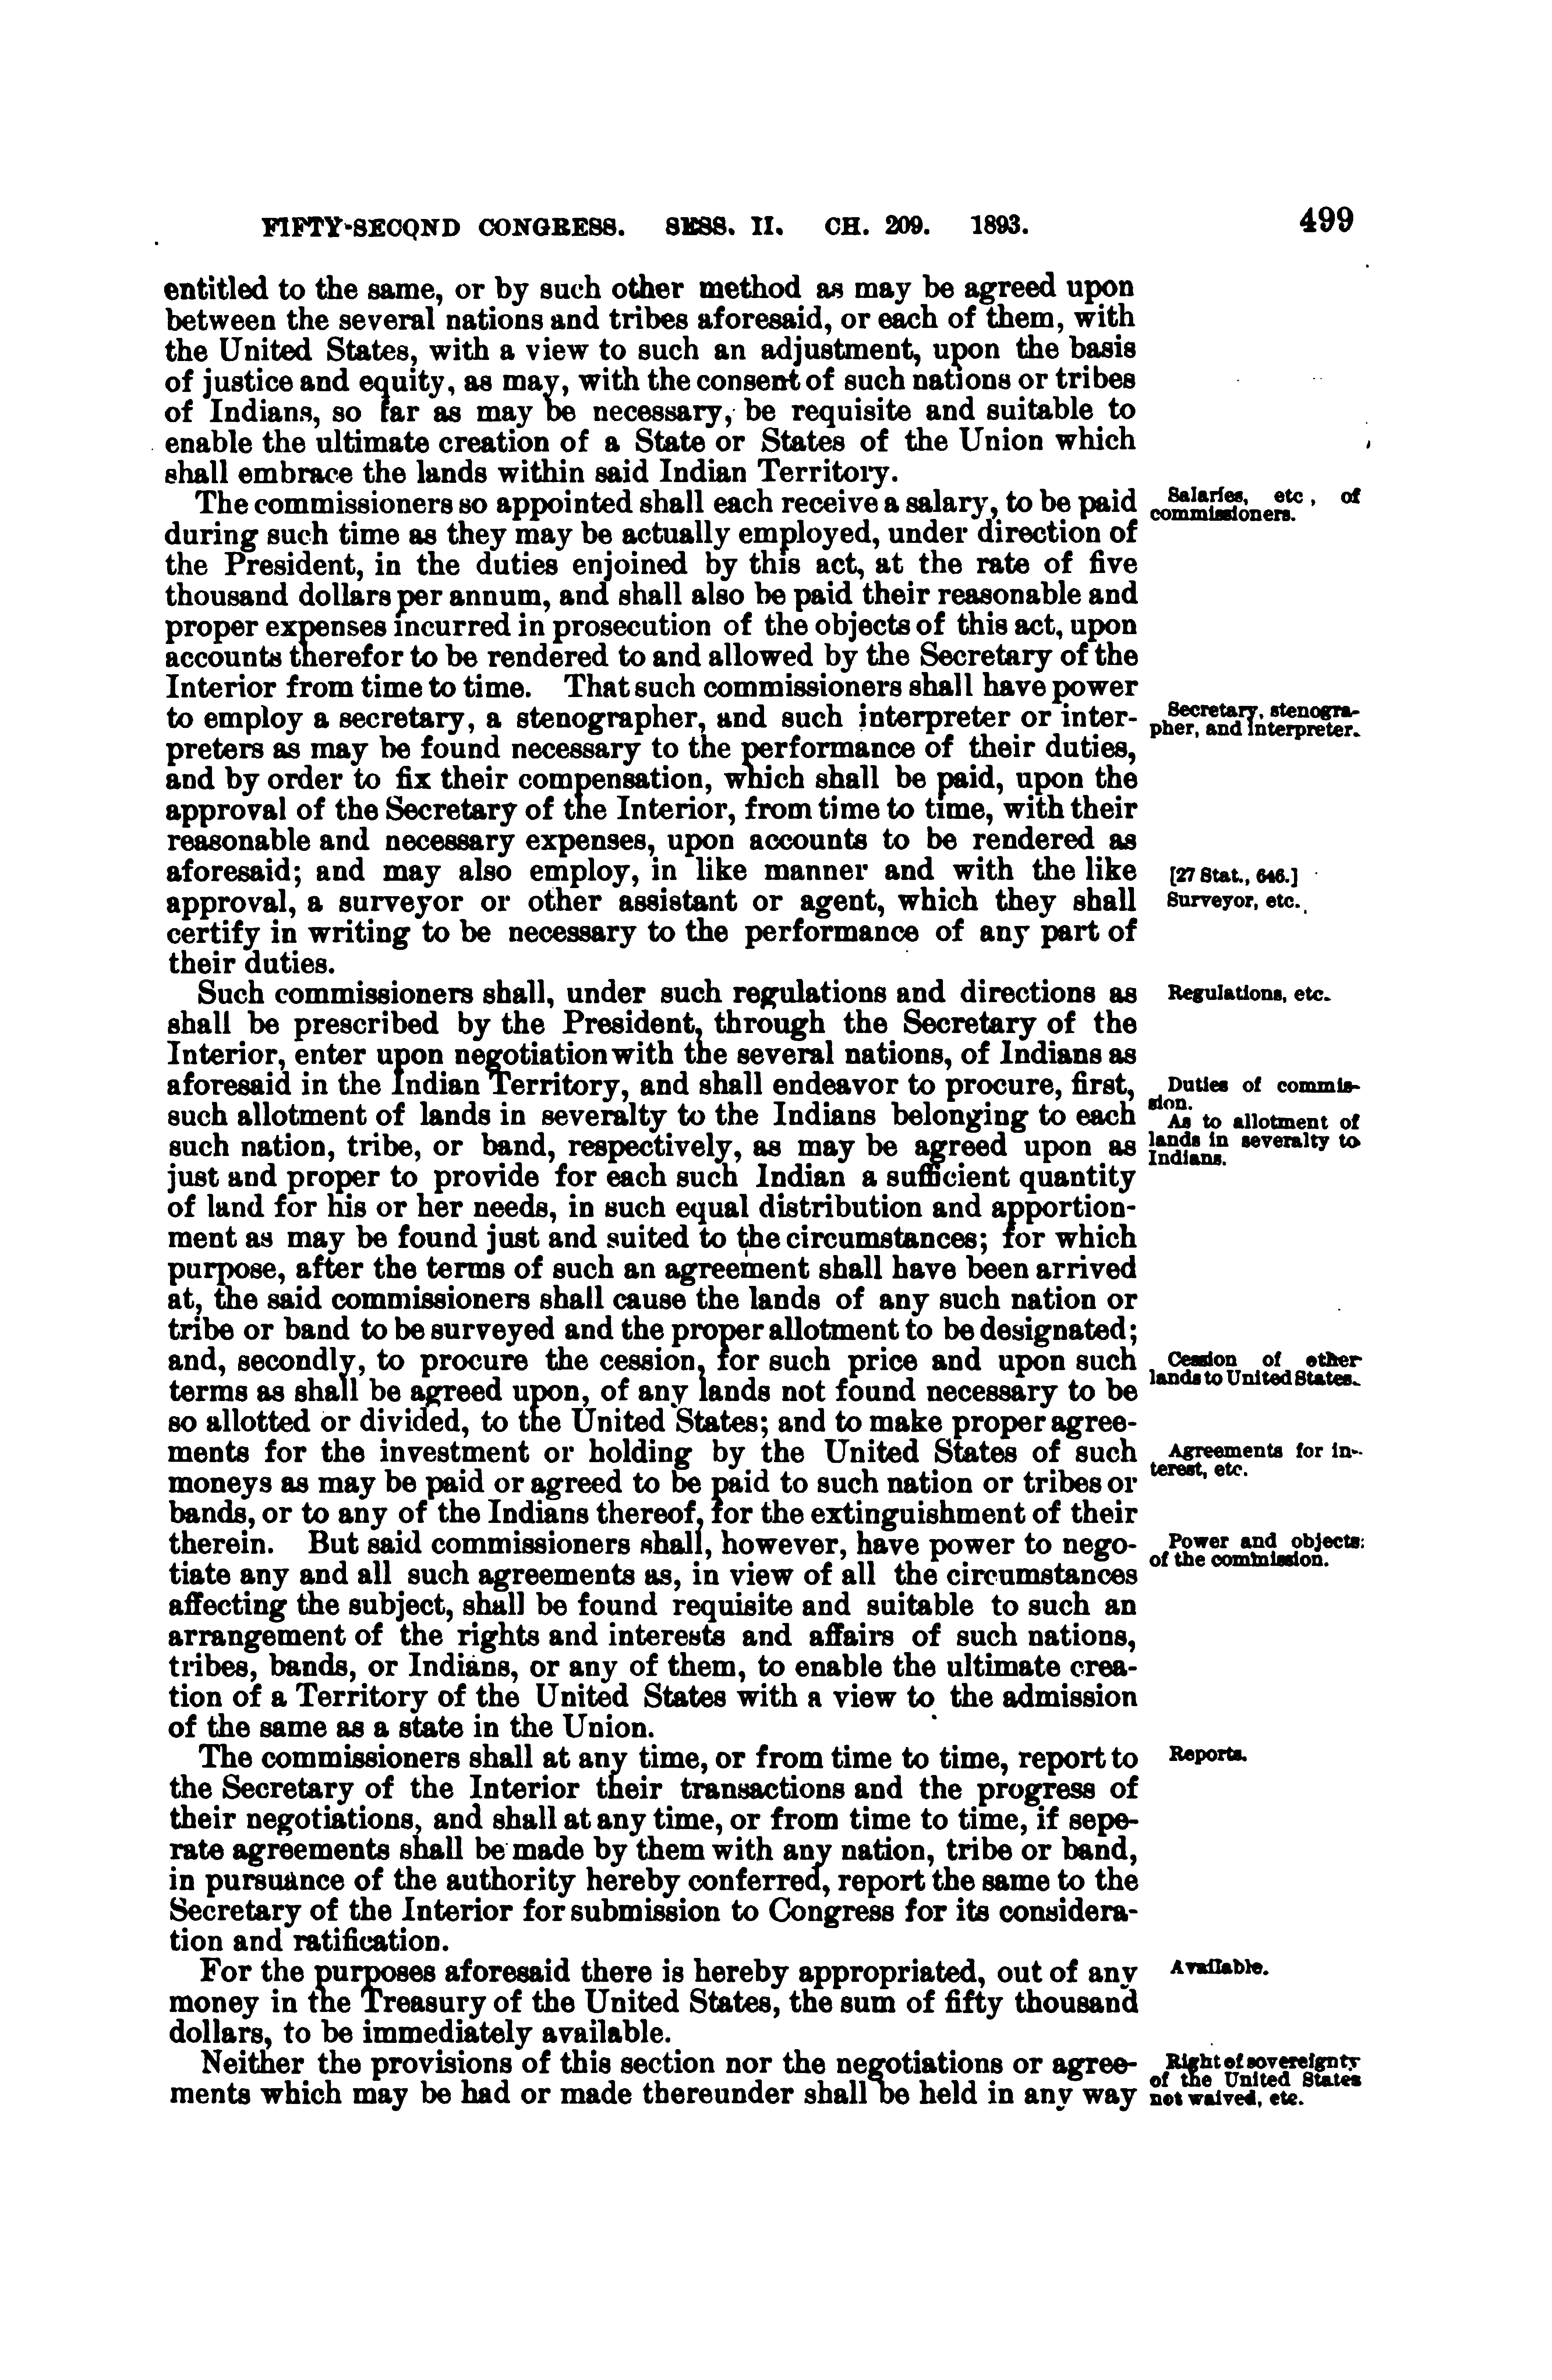 FIFTY-SECOND CONGRESS. SESS. II. CH. 209. 1893.
499
entitled to the same, or by such other method as may be agreed upon
between the several nations and tribes aforesaid, or each of them, with
the United States, with a view to such an adjustment, upon the basis
of justice and equity, as may, with the consent of such nations or tribes
of Indians, so far as may be necessary, be requisite and suitable to
enable the ultimate creation of a State or States of the Union which
shall embrace the lands within said Indian Territory.
The commissioners so appointed shall each receive a salary, to be paid
during such time as they may be actually employed, under direction of
the President, in the duties enjoined by this act, at the rate of five
thousand dollars per annum, and shall also be paid their reasonable and
proper expenses incurred in prosecution of the objects of this act, upon
accounts therefor to be rendered to and allowed by the Secretary of the
Interior from time to time. That such commissioners shall have power
to employ a secretary, a stenographer, and such interpreter or inter-
preters as may be found necessary to the performance of their duties,
and by order to fix their compensation, which shall be paid, upon the
approval of the Secretary of the Interior, from time to time, with their
reasonable and necessary expenses, upon accounts to be rendered as
aforesaid; and may also employ, in like manner and with the like
approval, a surveyor or other assistant or agent, which they shall
certify in writing to be necessary to the performance of any part of
their duties.
Such commissioners shall, under such regulations and directions as
shall be prescribed by the President, through the Secretary of the
Interior, enter upon negotiation with the several nations, of Indians as
aforesaid in the Indian Territory, and shall endeavor to procure, first,
such allotment of lands in severalty to the Indians belonging to each
such nation, tribe, or band, respectively, as may be agreed upon as
just and proper to provide for each such Indian a sufficient quantity
of land for his or her needs, in such equal distribution and apportion-
ment as may be found just and suited to the circumstances; for which
purpose, after the terms of such an agreement shall have been arrived
at, the said commissioners shall cause the lands of any such nation or
tribe or band to be surveyed and the proper allotment to be designated;
and, secondly, to procure the cession, for such price and upon such
terms as shall be agreed upon, of any lands not found necessary to be
so allotted or divided, to the United States; and to make proper agree-
ments for the investment or holding by the United States of such
moneys as may be paid or agreed to be paid to such nation or tribes or
bands, or to any of the Indians thereof, for the extinguishment of their
therein. But said commissioners shall, however, have power to nego-
tiate any and all such agreements as, in view of all the circumstances
affecting the subject, shall be found requisite and suitable to such an
arrangement of the rights and interests and affairs of such nations,
tribes, bands, or Indians, or any of them, to enable the ultimate crea-
tion of a Territory of the United States with a view to the admission
of the same as a state in the Union.
The commissioners shall at any time, or from time to time, report to
the Secretary of the Interior their transactions and the progress of
their negotiations, and shall at any time, or from time to time, if sepe-
rate agreements shall be made by them with any nation, tribe or band,
in pursuance of the authority hereby conferred, report the same to the
Secretary of the Interior for submission to Congress for its considera-
tion and ratification.
For the purposes aforesaid there is hereby appropriated, out of any
money in the Treasury of the United States, the sum of fifty thousand
dollars, to be immediately available.
Neither the provisions of this section nor the negotiations or agree-
ments which may be had or made thereunder shall be held in any way
Salaries, etc, of
commissioners.
Secretary, stenogra-
pher, and interpreter.
[27 Stat., 646.]
Surveyor, etc.
Regulations, etc.
Duties of commis-
sion.
As to allotment of
lands in severalty to
Indians.
Cession of other
lands to United States.
Agreements for in-
terest, etc.
Power and objects
of the commission.
Reports.
Available.
Right of sovereignty
of the United States
not waived, etc.